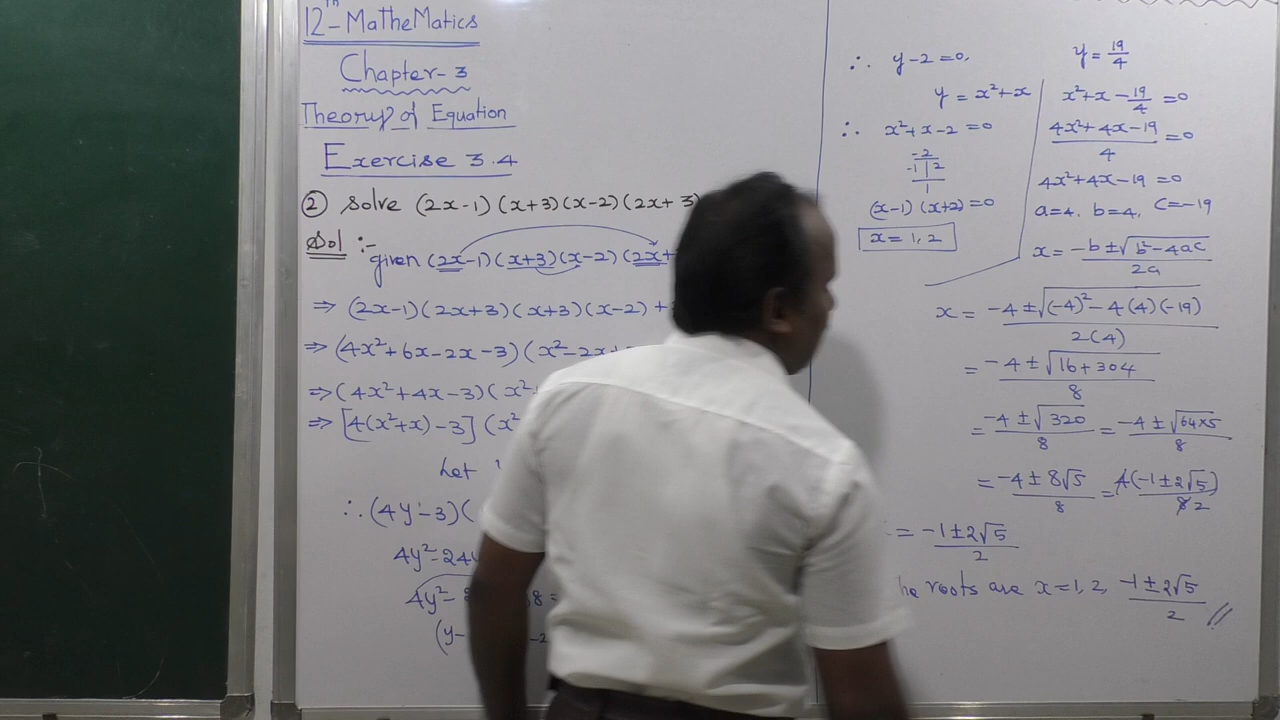 12th - MatheMatics
Chapter - 3
Theory of Equation
Exercise 3.4
② Solve (2x-1)(x+3)(x-2)(2x+3)
Sol :-
given (2x-1)(x+3)(x-2)(2x+
⇒ (2x-1)(2x+3)(x+3)(x-2) +
⇒ (4x²+6x-2x-3)(x²-2x+
⇒ (4x²+4x-3)(x²
⇒ [4(x²+x)-3](x²
Let
∴ (4y-3)(
4y²-24y
4y²-
(y-
∴ y-2=0,
y = x²+x
∴ x²+x-2=0
-2
-1 | 2
1
(x-1)(x+2)=0
x=1,2
y = 19/4
x²+x - 19/4 = 0
(4x²+4x-19)/4 = 0
4x²+4x-19 = 0
a=4, b=4, c=-19
x = (-b ± √(b²-4ac))/2a
x = (-4 ± √((-4)² - 4(4)(-19)))/2(4)
= (-4 ± √(16+304))/8
= (-4 ± √320)/8 = (-4 ± √(64×5))/8
= (-4 ± 8√5)/8 = 4(-1 ± 2√5)/8 2
= (-1 ± 2√5)/2
he roots are x=1,2, (-1 ± 2√5)/2 //